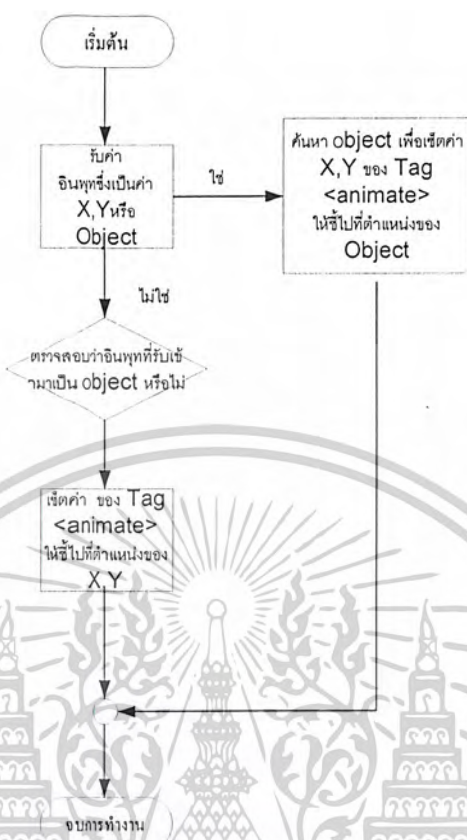 เริ่มต้น
รับค่า
อินพุทซึ่งเป็นค่า
X,Yหรือ
Object
ใช่
ค้นหา object เพื่อเซ็ตค่า
X,Y ของ Tag
<animate>
ให้ชี้ไปที่ตำแหน่งของ
Object
ไม่ใช่
ตรวจสอบว่าอินพุทที่รับเข้
ามาเป็น object หรือไม่
เซ็ตค่า ของ Tag
<animate>
ให้ชี้ไปที่ตำแหน่งของ
X,Y
จบการทำงาน